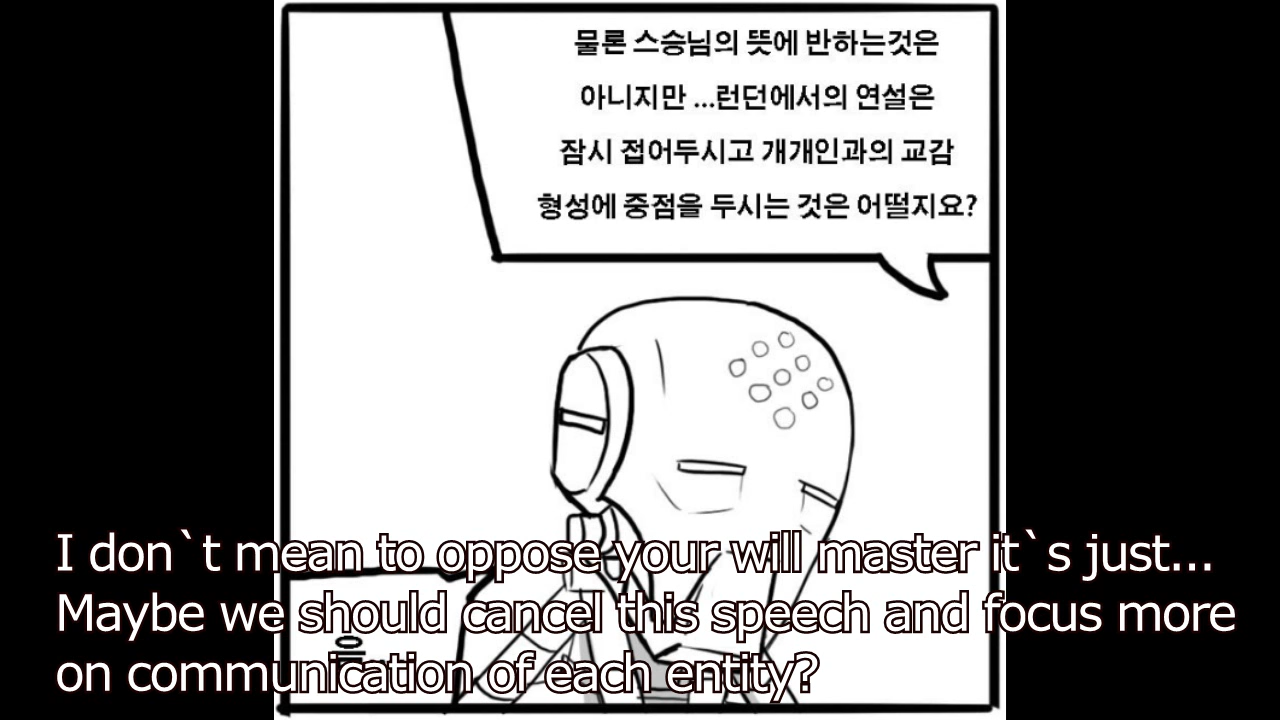 물론 스승님의 뜻에 반하는것은
아니지만 ...런던에서의 연설은
잠시 접어두시고 개개인과의 교감
형성에 중점을 두시는 것은 어떨지요?
I don`t mean to oppose your will master it`s just...
Maybe we should cancel this speech and focus more
on communication of each entity?